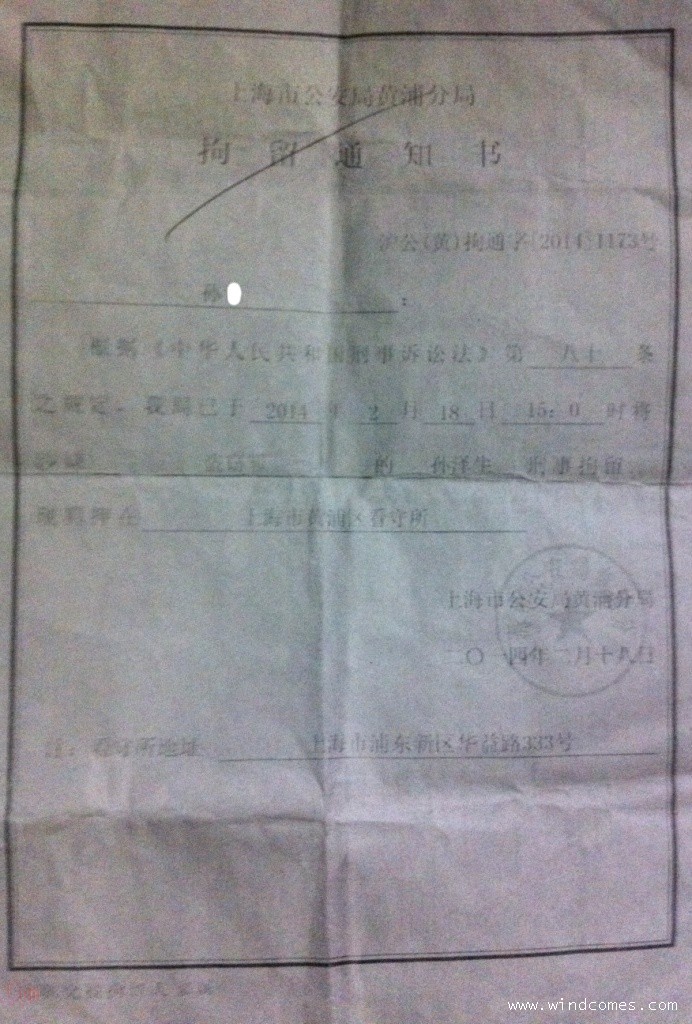 上海市公安局黄浦分局
拘留通知书
沪公(黄)拘通字[2014]1173号
孙 :
根据《中华人民共和国刑事诉讼法》第 八十 条
之规定,我局已于 2014 年 2 月 18 日 15:0 时将
涉嫌 的 孙洋生 刑事拘留,
现羁押在 上海市黄浦区看守所
上海市公安局黄浦分局
二〇一四年二月十八日
注:看守所地址 上海市浦东新区华益路333号
www.windcomes.com